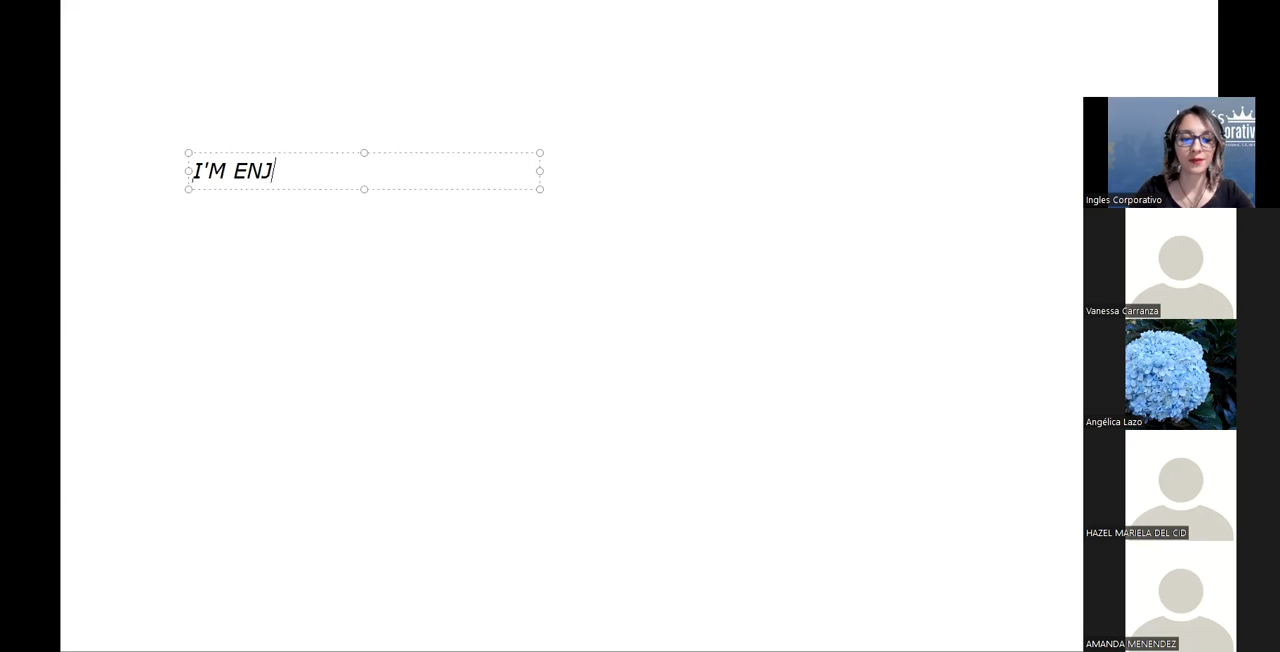 I'M ENJ
Ingles Corporativo
Vanessa Carranza
Angélica Lazo
HAZEL MARIELA DEL CID
AMANDA MENENDEZ